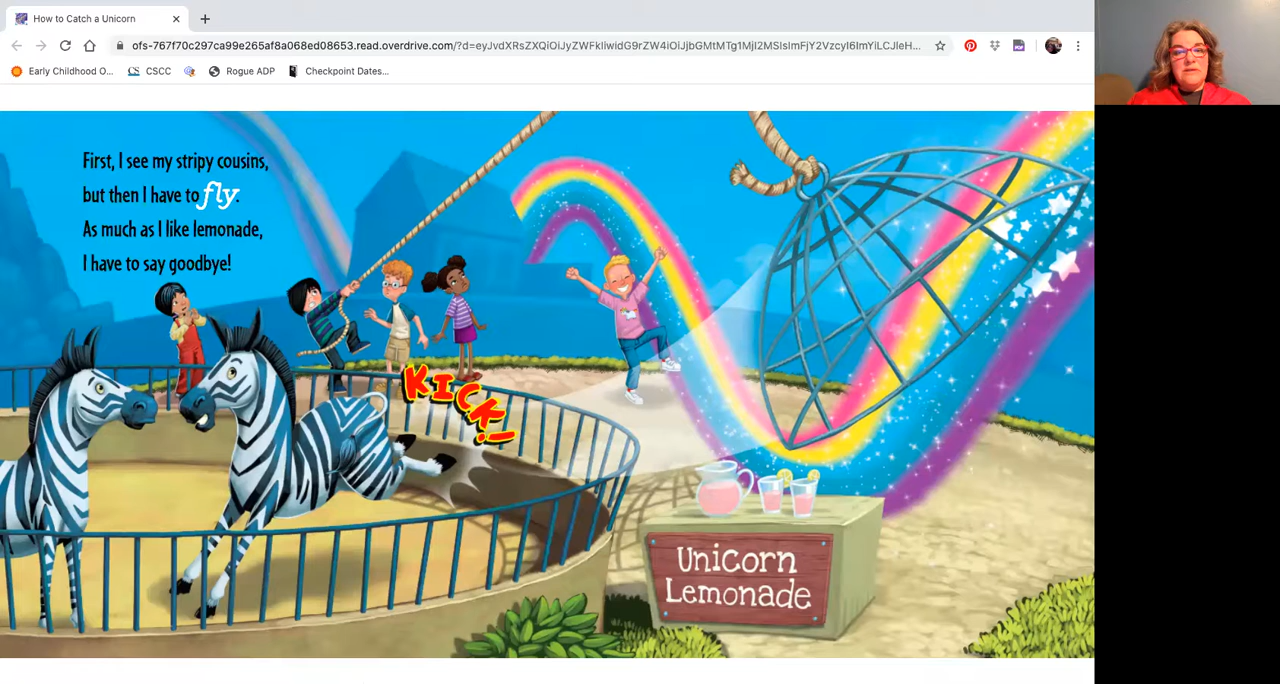 How to Catch a Unicorn
ofs-767f70c297ca99e265af8a068ed08653.read.overdrive.com
Early Childhood O... CSCC Rogue ADP Checkpoint Dates...
First, I see my stripy cousins,
but then I have to fly.
As much as I like lemonade,
I have to say goodbye!
KICK!
Unicorn
Lemonade